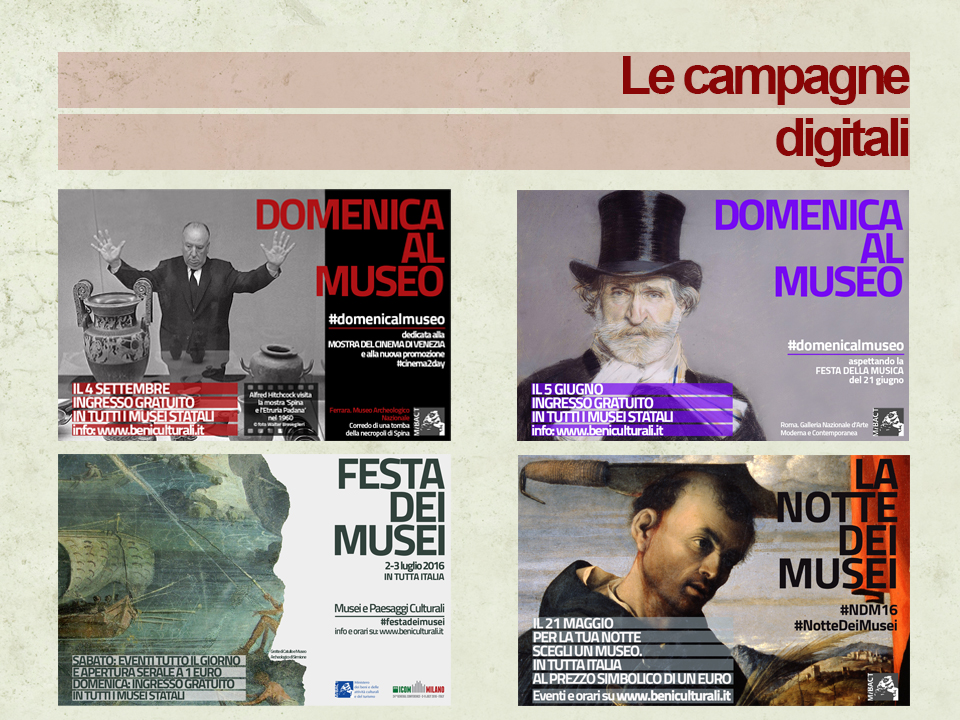 Le campagne
digitali
DOMENICA
AL
MUSEO
#domenicalmuseo
dedicata alla
MOSTRA DEL CINEMA DI VENEZIA
e alla nuova promozione
#cinema2day
IL 4 SETTEMBRE
INGRESSO GRATUITO
IN TUTTI I MUSEI STATALI
info: www.beniculturali.it
Alfred Hitchcock visita
la mostra 'Spina
e l'Etruria Padana'
nel 1960
© foto Walter Breveglieri
Ferrara, Museo Archeologico
Nazionale
Corredo di una tomba
della necropoli di Spina
MiBACT
DOMENICA
AL
MUSEO
#domenicalmuseo
aspettando la
FESTA DELLA MUSICA
del 21 giugno
IL 5 GIUGNO
INGRESSO GRATUITO
IN TUTTI I MUSEI STATALI
info: www.beniculturali.it
Roma, Galleria Nazionale d'Arte
Moderna e Contemporanea
MiBACT
FESTA
DEI
MUSEI
2-3 luglio 2016
IN TUTTA ITALIA
Musei e Paesaggi Culturali
#festadeimusei
info e orari su: www.beniculturali.it
SABATO: EVENTI TUTTO IL GIORNO
E APERTURA SERALE A 1 EURO
DOMENICA: INGRESSO GRATUITO
IN TUTTI I MUSEI STATALI
ICOM MILANO
LA
NOTTE
DEI
MUSEI
#NDM16
#NotteDeiMusei
IL 21 MAGGIO
PER LA TUA NOTTE
SCEGLI UN MUSEO.
IN TUTTA ITALIA
AL PREZZO SIMBOLICO DI UN EURO
Eventi e orari su www.beniculturali.it
MiBACT